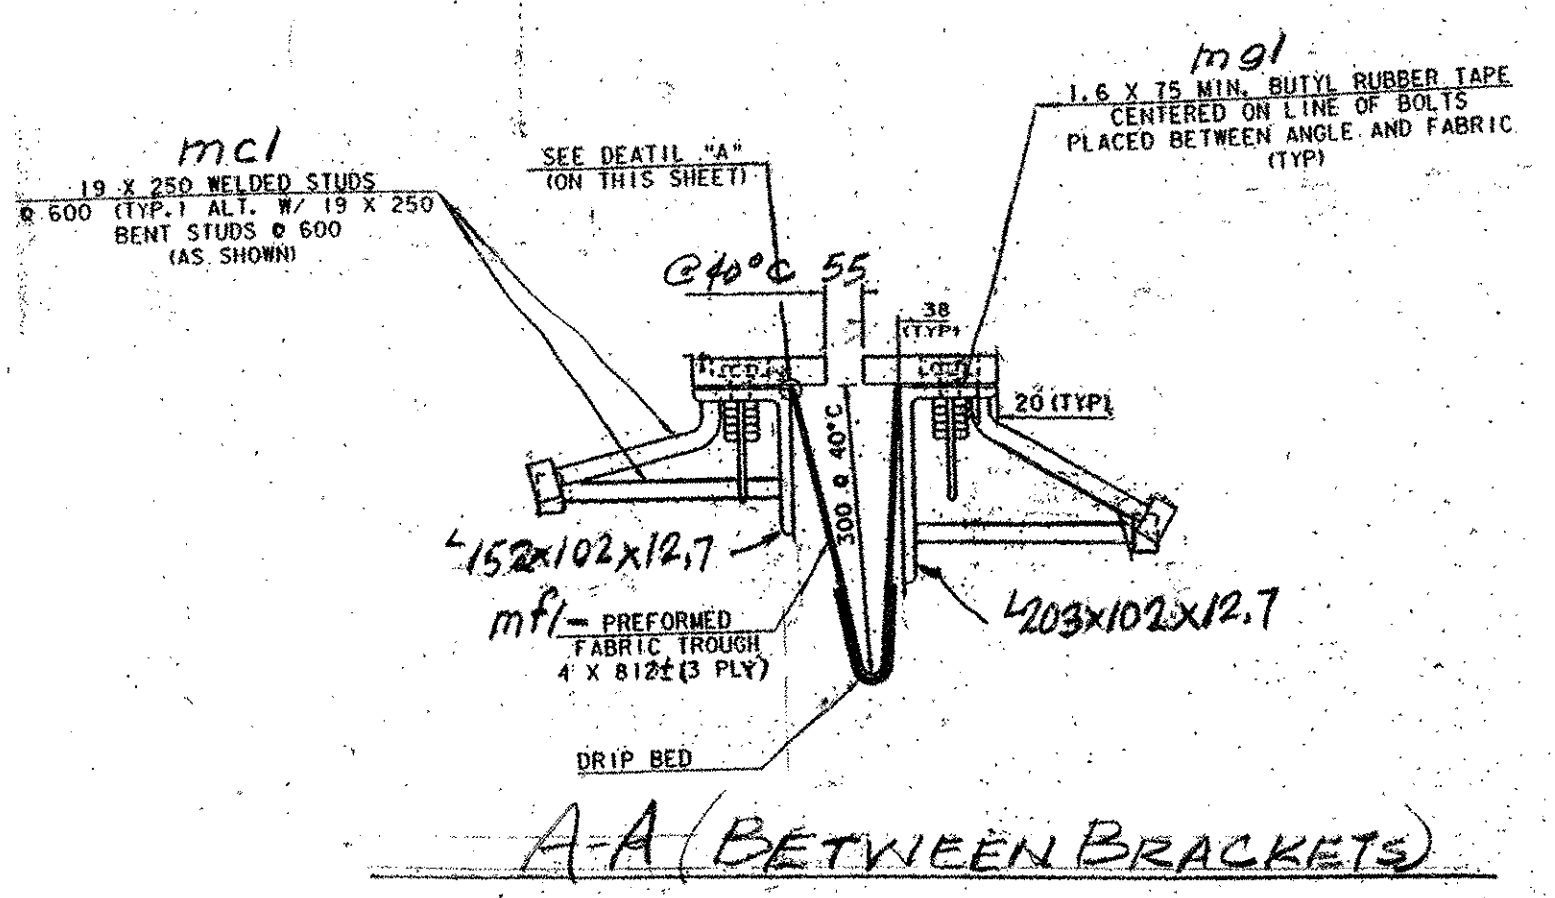 mg1
1.6 X 75 MIN. BUTYL RUBBER TAPE
CENTERED ON LINE OF BOLTS
PLACED BETWEEN ANGLE AND FABRIC
(TYP)
mc1
19 X 250 WELDED STUDS
@ 600 (TYP.) ALT. W/ 19 X 250
BENT STUDS @ 600
(AS SHOWN)
SEE DEATIL "A"
(ON THIS SHEET)
@40°C 55
38
(TYP)
20 (TYP)
300 @ 40°C
L152x102x12,7
L203x102x12.7
mf1- PREFORMED
FABRIC TROUGH
4 X 812± (3 PLY)
DRIP BED
A-A (BETWEEN BRACKETS)